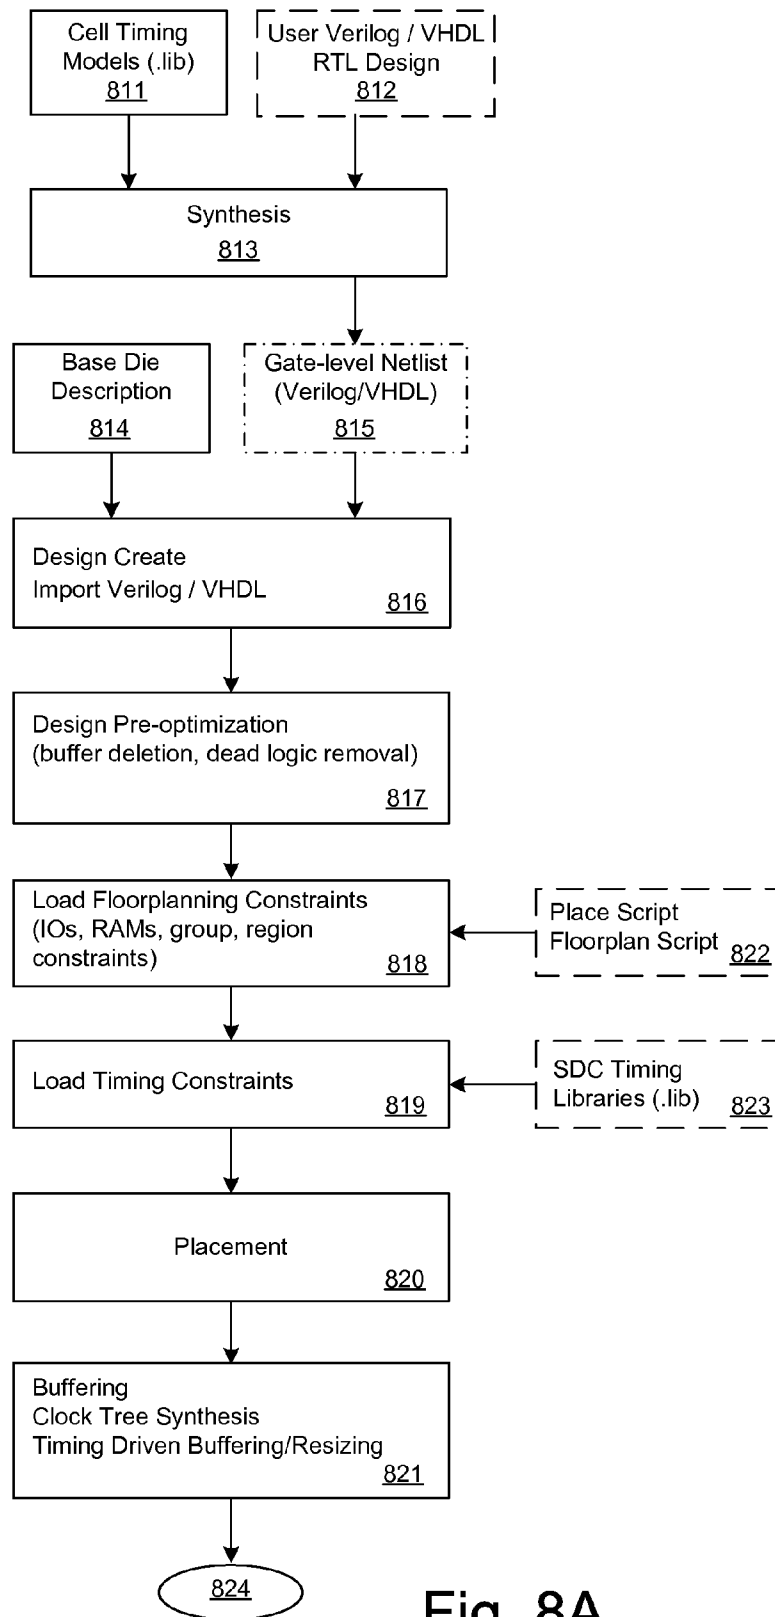 Cell Timing
Models (.lib)
811
User Verilog / VHDL
RTL Design
812
Synthesis
813
Base Die
Description
814
Gate-level Netlist
(Verilog/VHDL)
815
Design Create
Import Verilog / VHDL
816
Design Pre-optimization
(buffer deletion, dead logic removal)
817
Load Floorplanning Constraints
(IOs, RAMs, group, region
constraints)
818
Place Script
Floorplan Script
822
Load Timing Constraints
819
SDC Timing
Libraries (.lib)
823
Placement
820
Buffering
Clock Tree Synthesis
Timing Driven Buffering/Resizing
821
824
Fig. 8A